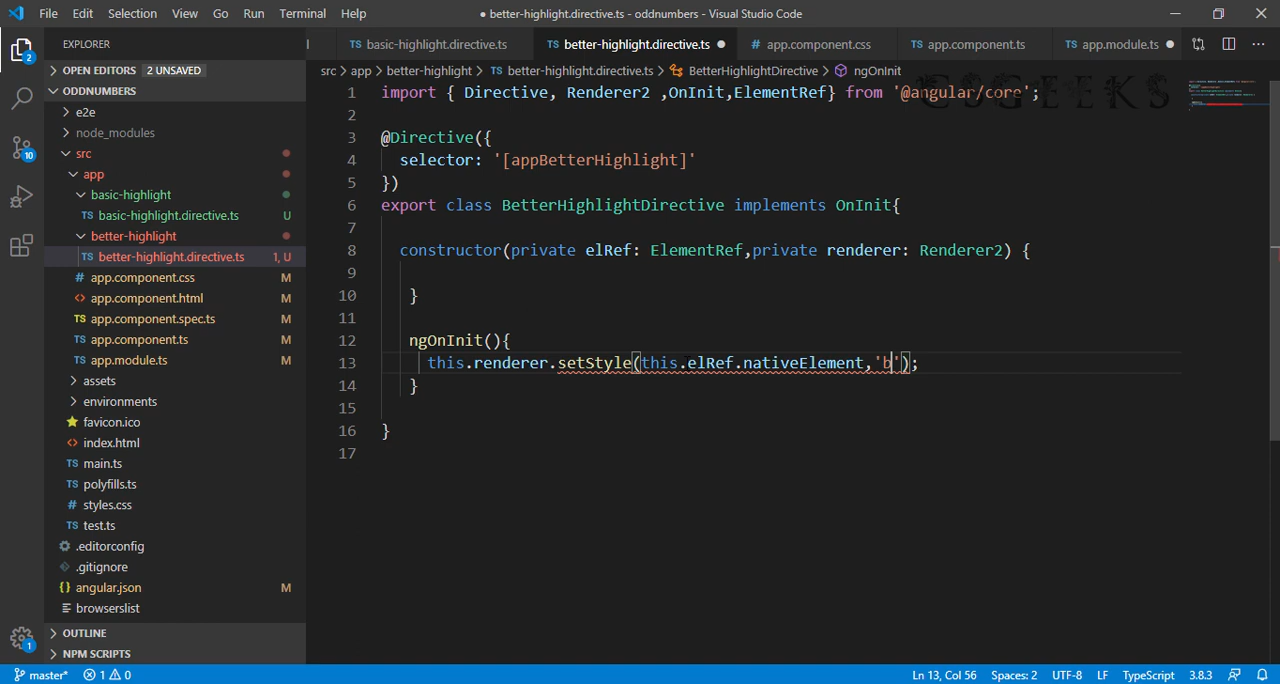 File Edit Selection View Go Run Terminal Help ● better-highlight.directive.ts - oddnumbers - Visual Studio Code
EXPLORER
TS basic-highlight.directive.ts TS better-highlight.directive.ts ● # app.component.css TS app.component.ts TS app.module.ts ●
src > app > better-highlight > TS better-highlight.directive.ts > BetterHighlightDirective > ngOnInit
CSGEEKS
2
OPEN EDITORS 2 UNSAVED
ODDNUMBERS
e2e
node_modules
src
app
basic-highlight
TS basic-highlight.directive.ts U
better-highlight
TS better-highlight.directive.ts 1, U
# app.component.css M
<> app.component.html M
TS app.component.spec.ts M
TS app.component.ts M
TS app.module.ts M
assets
environments
favicon.ico
<> index.html
TS main.ts
TS polyfills.ts
# styles.css
TS test.ts
.editorconfig
.gitignore
{} angular.json M
browserslist
OUTLINE
NPM SCRIPTS
10
1
1 import { Directive, Renderer2 ,OnInit,ElementRef} from '@angular/core';
2
3 @Directive({
4 selector: '[appBetterHighlight]'
5 })
6 export class BetterHighlightDirective implements OnInit{
7
8 constructor(private elRef: ElementRef,private renderer: Renderer2) {
9
10 }
11
12 ngOnInit(){
13 this.renderer.setStyle(this.elRef.nativeElement,'b');
14 }
15
16 }
17
master* 1 0 Ln 13, Col 56 Spaces: 2 UTF-8 LF TypeScript 3.8.3